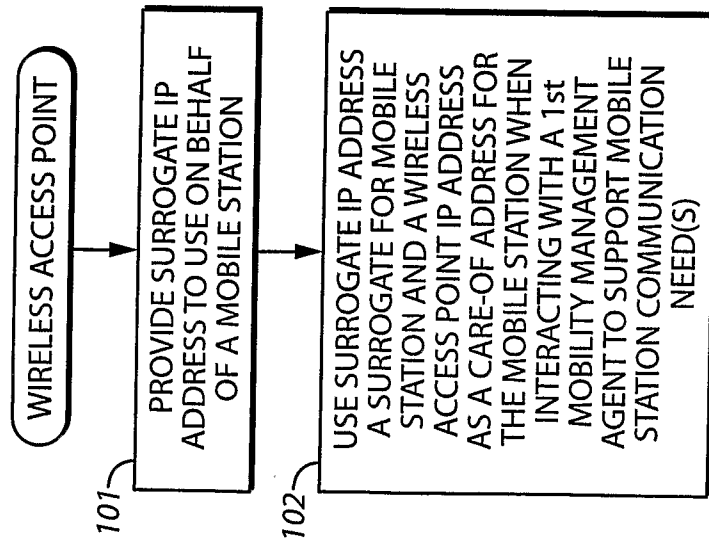 WIRELESS ACCESS POINT
101
PROVIDE SURROGATE IP
ADDRESS TO USE ON BEHALF
OF A MOBILE STATION
102
USE SURROGATE IP ADDRESS
A SURROGATE FOR MOBILE
STATION AND A WIRELESS
ACCESS POINT IP ADDRESS
AS A CARE-OF ADDRESS FOR
THE MOBILE STATION WHEN
INTERACTING WITH A 1st
MOBILITY MANAGEMENT
AGENT TO SUPPORT MOBILE
STATION COMMUNICATION
NEED(S)